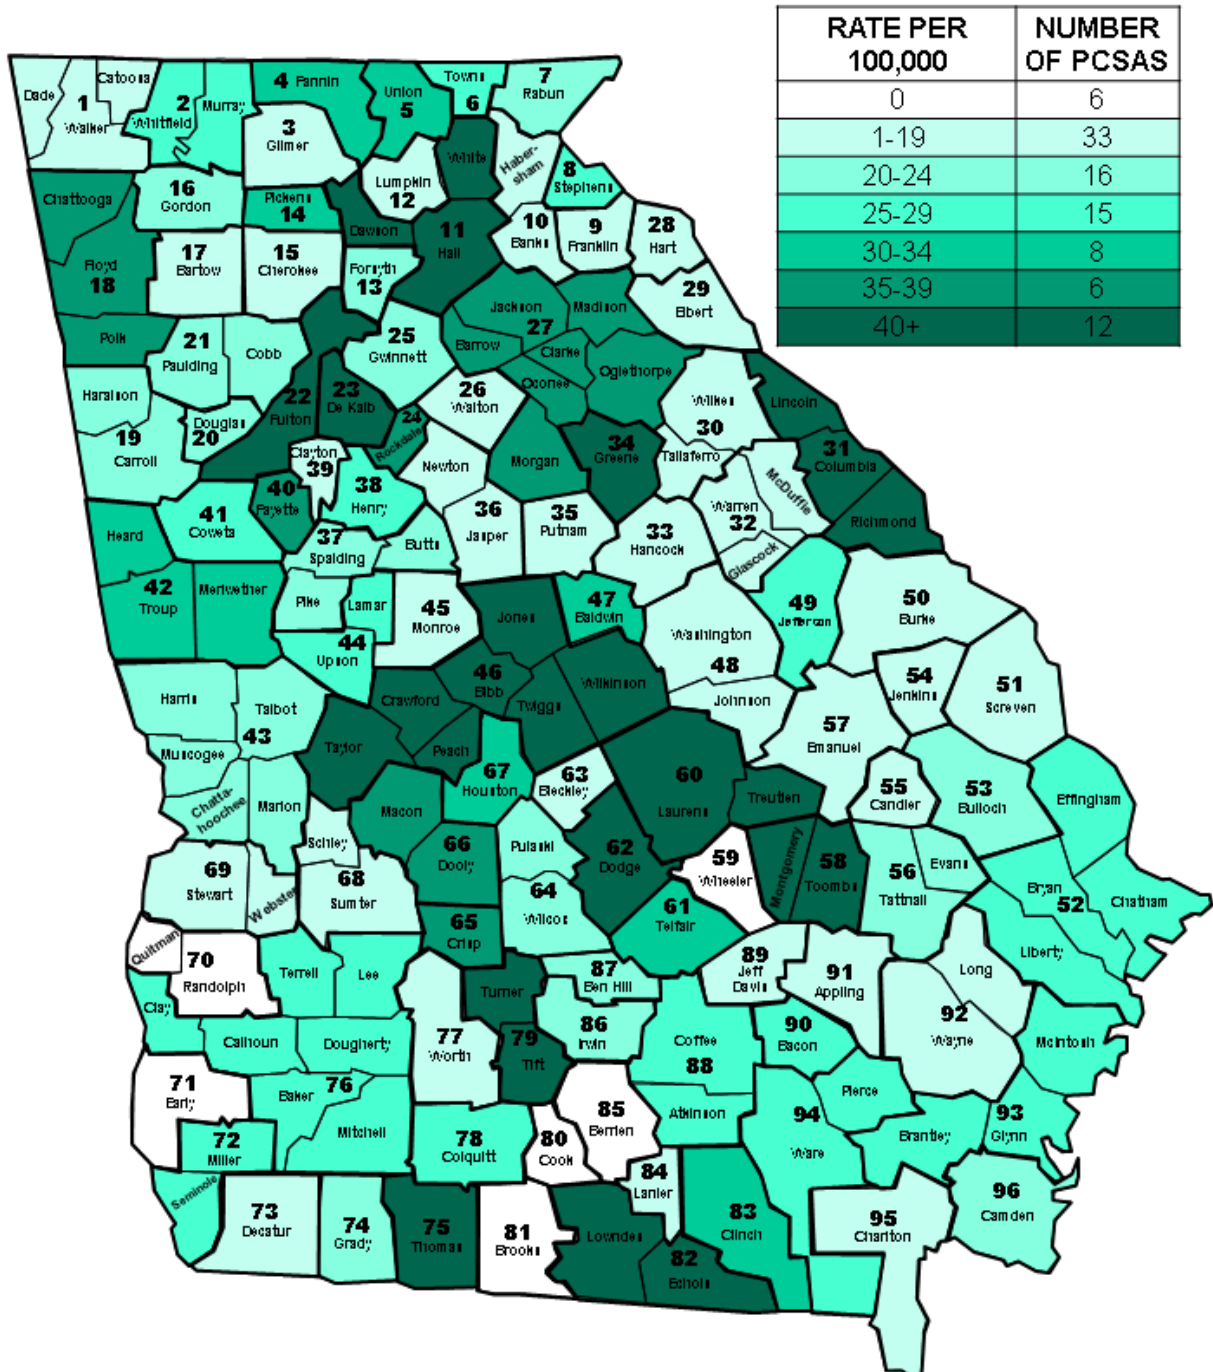 RATE PER 100,000 NUMBER OF PCSAS
0 6
1-19 33
20-24 16
25-29 15
30-34 8
35-39 6
40+ 12
Dade
1
Walker
Catoosa
2
Whitfield
Murray
4 Fannin
3
Gilmer
Union
5
Towns
6
7
Rabun
White
Haber-
sham
8
Stephens
Lumpkin
12
Chattooga
16
Gordon
Pickens
14
Dawson
11
Hall
10
Banks
9
Franklin
28
Hart
29
Elbert
Floyd
18
17
Bartow
15
Cherokee
Forsyth
13
Jackson
Madison
27
Barrow
Clarke
Oconee
Oglethorpe
Polk
21
Paulding
Cobb
25
Gwinnett
Haralson
19
Carroll
Douglas
20
22
Fulton
23
De Kalb
24
Rockdale
26
Walton
Wilkes
30
Taliaferro
Lincoln
31
Columbia
Richmond
Clayton
39
38
Henry
Newton
Morgan
34
Greene
McDuffie
Warren
32
Glascock
Heard
41
Coweta
40
Fayette
37
Spalding
Butts
36
Jasper
35
Putnam
33
Hancock
42
Troup
Meriwether
Pike
Lamar
44
Upson
45
Monroe
Jones
47
Baldwin
Washington
48
Johnson
49
Jefferson
50
Burke
54
Jenkins
51
Screven
Harris
Talbot
43
Muscogee
Chatta-
hoochee
Marion
Taylor
Crawford
46
Bibb
Peach
Twiggs
Wilkinson
67
Houston
63
Bleckley
60
Laurens
Treutlen
57
Emanuel
55
Candler
53
Bulloch
Effingham
Macon
Schley
66
Dooly
Pulaski
62
Dodge
59
Wheeler
Montgomery
58
Toombs
56
Tattnall
Evans
Bryan
52
Chatham
Liberty
69
Stewart
Webster
68
Sumter
64
Wilcox
65
Crisp
61
Telfair
Quitman
70
Randolph
Terrell
Lee
Turner
87
Ben Hill
89
Jeff
Davis
91
Appling
Long
92
Wayne
McIntosh
Clay
Calhoun
Dougherty
77
Worth
79
Tift
86
Irwin
Coffee
88
90
Bacon
Pierce
71
Early
Baker
76
Mitchell
72
Miller
78
Colquitt
80
Cook
85
Berrien
Atkinson
94
Ware
Brantley
93
Glynn
Seminole
73
Decatur
74
Grady
75
Thomas
81
Brooks
Lowndes
84
Lanier
82
Echols
83
Clinch
95
Charlton
96
Camden